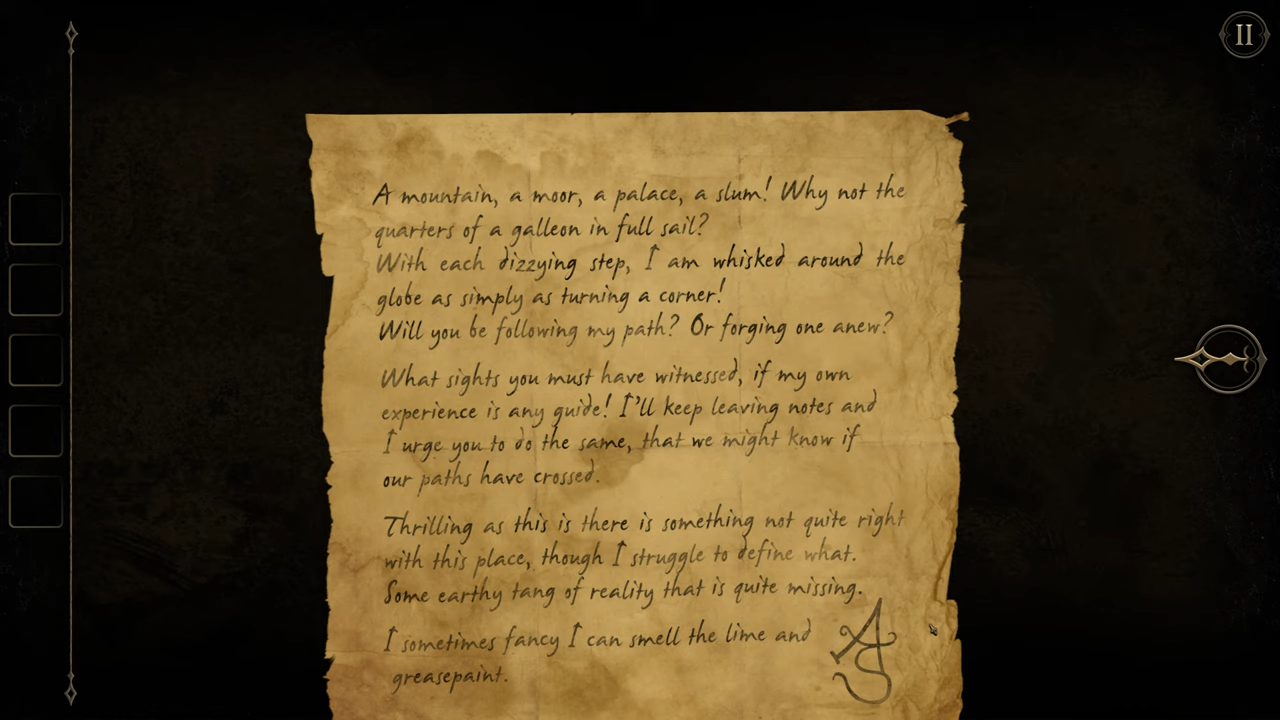 II
A mountain, a moor, a palace, a slum! Why not the
quarters of a galleon in full sail?
With each dizzying step, I am whisked around the
globe as simply as turning a corner!
Will you be following my path? Or forging one anew?
What sights you must have witnessed, if my own
experience is any guide! I'll keep leaving notes and
I urge you to do the same, that we might know if
our paths have crossed.
Thrilling as this is there is something not quite right
with this place, though I struggle to define what.
Some earthy tang of reality that is quite missing.
I sometimes fancy I can smell the lime and
greasepaint.
AS